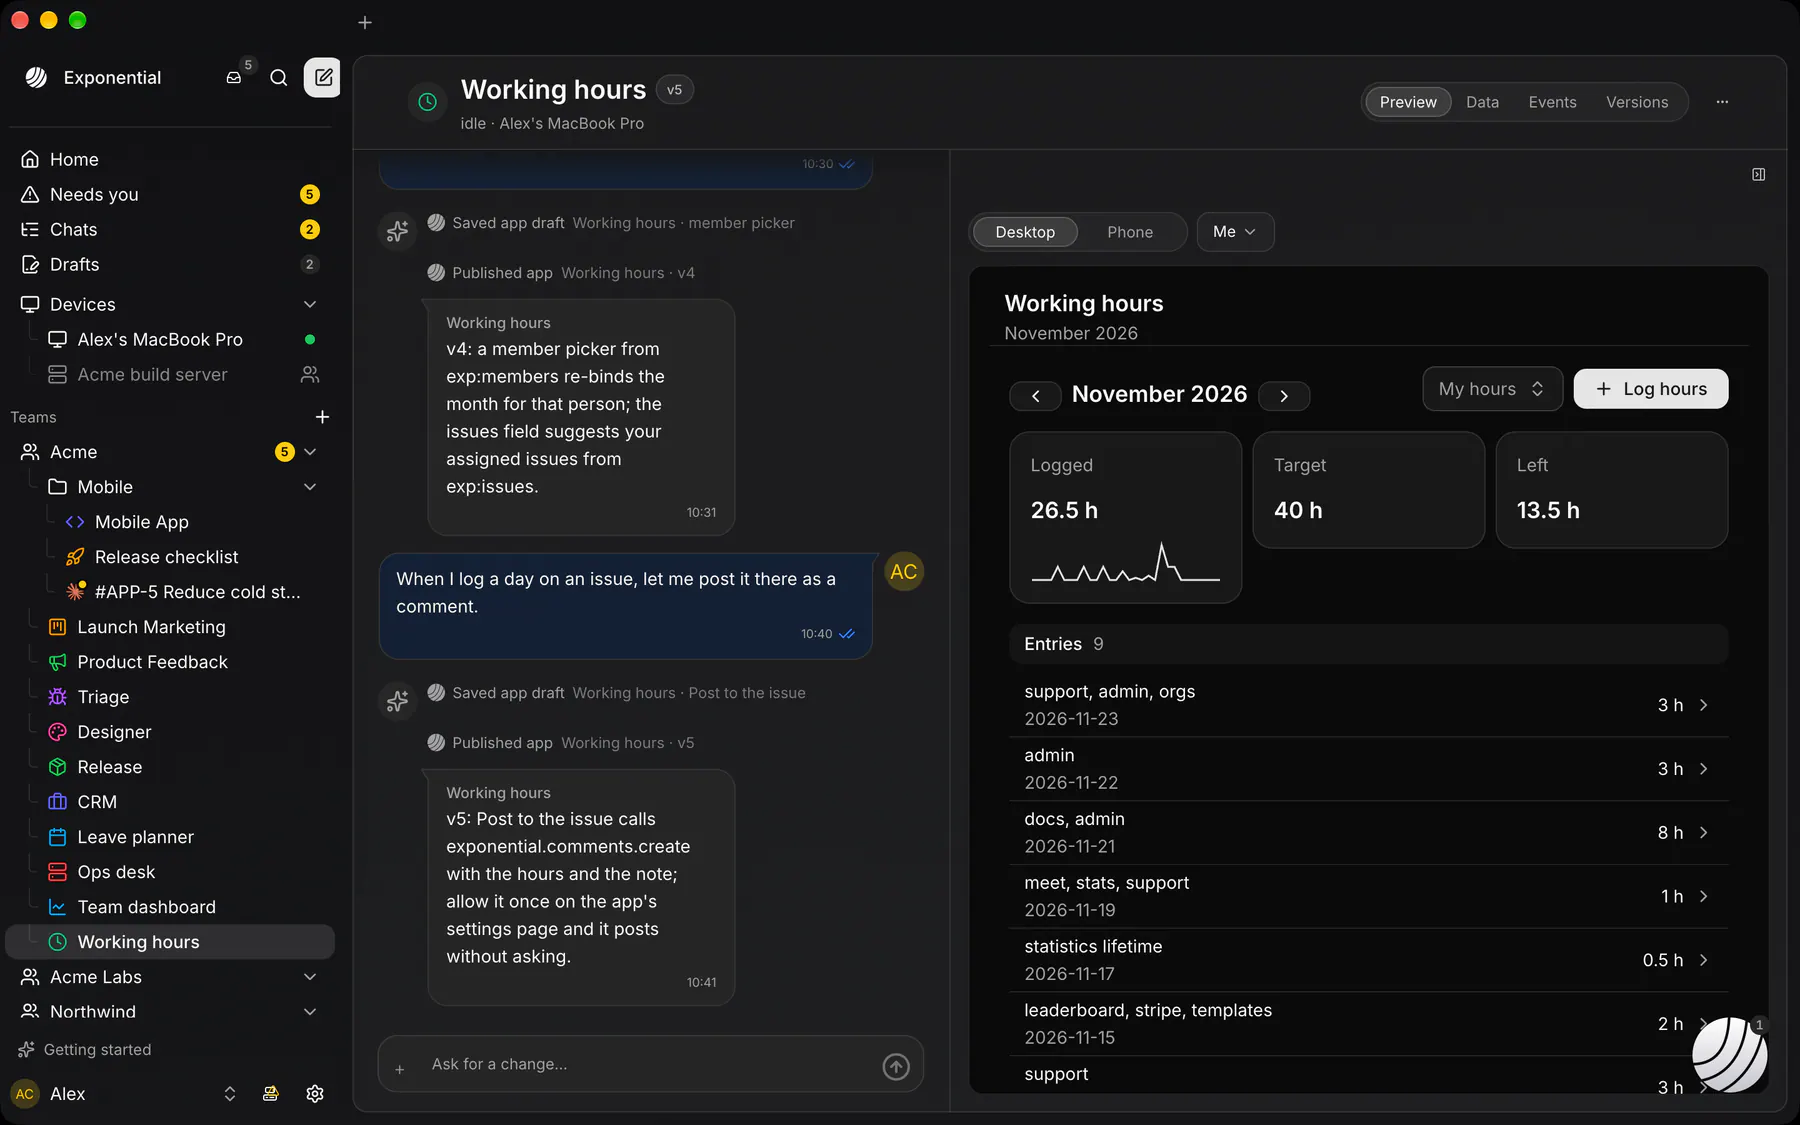 Exponential
5
Home
Needs you
5
Chats
2
Drafts
2
Devices
Alex's MacBook Pro
Acme build server
Teams
Acme
5
Mobile
Mobile App
Release checklist
#APP-5 Reduce cold st...
Launch Marketing
Product Feedback
Triage
Designer
Release
CRM
Leave planner
Ops desk
Team dashboard
Working hours
Acme Labs
Northwind
Getting started
AC
Alex
Working hours
v5
idle · Alex's MacBook Pro
Preview
Data
Events
Versions
10:30
Saved app draft Working hours · member picker
Published app Working hours · v4
Working hours
v4: a member picker from
exp:members re-binds the
month for that person; the
issues field suggests your
assigned issues from
exp:issues.
10:31
When I log a day on an issue, let me post it there as a
comment.
10:40
AC
Saved app draft Working hours · Post to the issue
Published app Working hours · v5
Working hours
v5: Post to the issue calls
exponential.comments.create
with the hours and the note;
allow it once on the app's
settings page and it posts
without asking.
10:41
Ask for a change...
Desktop
Phone
Me
Working hours
November 2026
November 2026
My hours
Log hours
Logged
26.5 h
Target
40 h
Left
13.5 h
Entries 9
support, admin, orgs
2026-11-23
3 h
admin
2026-11-22
3 h
docs, admin
2026-11-21
8 h
meet, stats, support
2026-11-19
1 h
statistics lifetime
2026-11-17
0.5 h
leaderboard, stripe, templates
2026-11-15
2 h
support
3 h
1